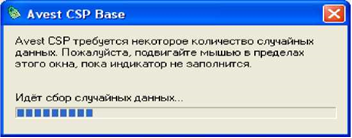 Avest CSP Base
Avest CSP требуется некоторое количество случайных
данных. Пожалуйста, подвигайте мышью в пределах
этого окна, пока индикатор не заполнится.
Идёт сбор случайных данных...